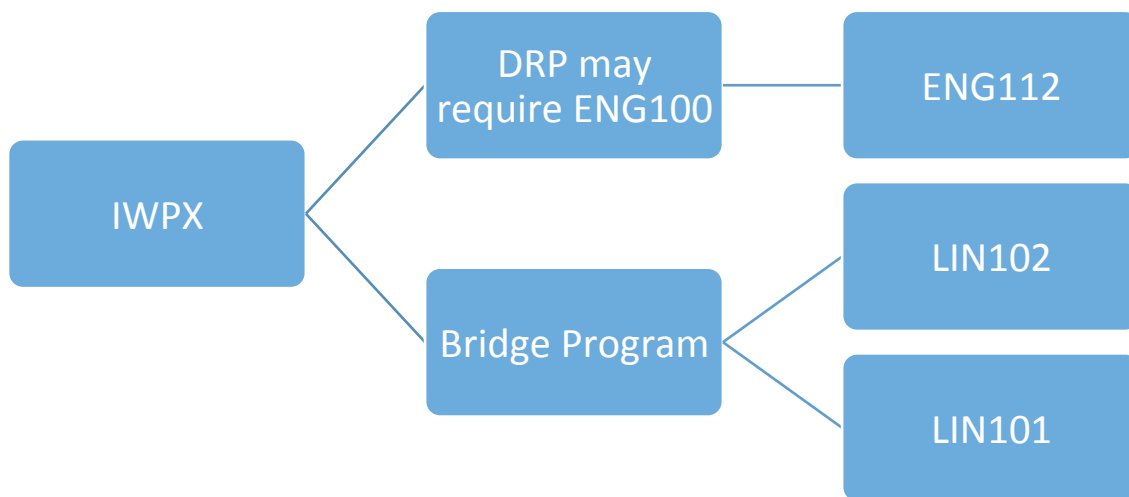 IWPX
DRP may
require ENG100
ENG112
Bridge Program
LIN102
LIN101